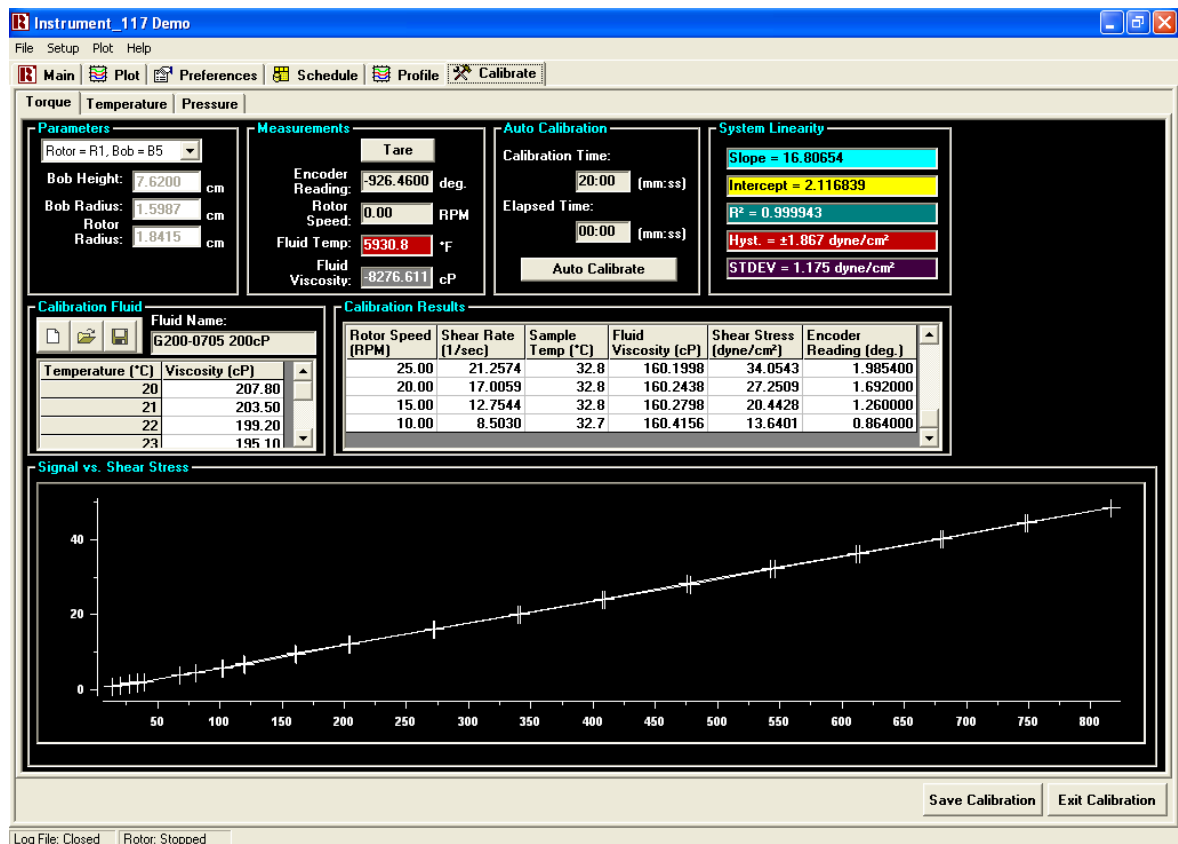 Instrument_117 Demo
File Setup Plot Help
Main Plot Preferences Schedule Profile Calibrate
Torque Temperature Pressure
Parameters
Rotor = R1, Bob = B5
Bob Height: 7.6200 cm
Bob Radius: 1.5987 cm
Rotor Radius: 1.8415 cm
Measurements
Tare
Encoder Reading: -926.4600 deg.
Rotor Speed: 0.00 RPM
Fluid Temp: 5930.8 °F
Fluid Viscosity: -8276.611 cP
Auto Calibration
Calibration Time:
20:00 (mm:ss)
Elapsed Time:
00:00 (mm:ss)
Auto Calibrate
System Linearity
Slope = 16.80654
Intercept = 2.116839
R² = 0.999943
Hyst. = ±1.867 dyne/cm²
STDEV = 1.175 dyne/cm²
Calibration Fluid
Fluid Name:
G200-0705 200cP
Temperature (°C) Viscosity (cP)
20 207.80
21 203.50
22 199.20
23 195.10
Calibration Results
Rotor Speed (RPM) Shear Rate (1/sec) Sample Temp (°C) Fluid Viscosity (cP) Shear Stress (dyne/cm²) Encoder Reading (deg.)
25.00 21.2574 32.8 160.1998 34.0543 1.985400
20.00 17.0059 32.8 160.2438 27.2509 1.692000
15.00 12.7544 32.8 160.2798 20.4428 1.260000
10.00 8.5030 32.7 160.4156 13.6401 0.864000
Signal vs. Shear Stress
40
20
0
50 100 150 200 250 300 350 400 450 500 550 600 650 700 750 800
Save Calibration Exit Calibration
Log File: Closed Rotor: Stopped